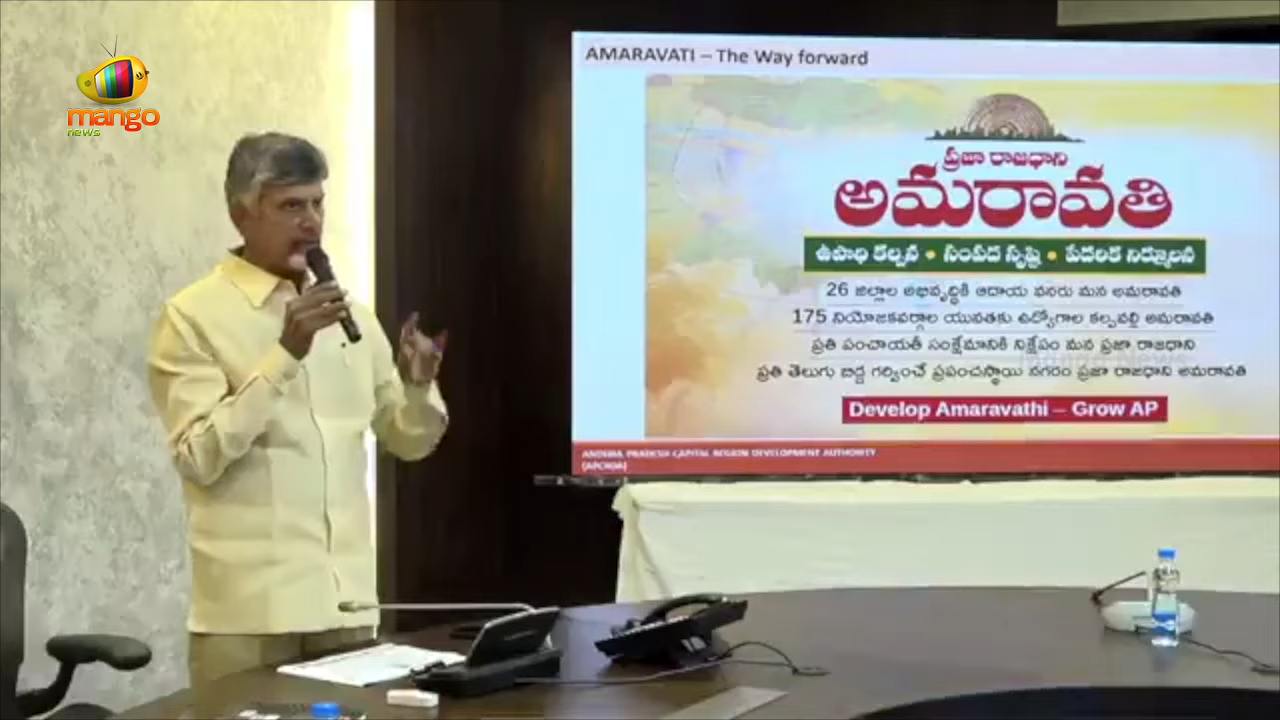 mango
news
AMARAVATI – The Way forward
ప్రజా రాజధాని
అమరావతి
ఉపాధి కల్పన • సంపద సృష్టి • పేదరిక నిర్మూలన
26 జిల్లాల అభివృద్ధికి ఆదాయ వనరు మన అమరావతి
175 నియోజకవర్గాల యువతకు ఉద్యోగాల కల్పవల్లి అమరావతి
ప్రతి పంచాయతీ సంక్షేమానికి నిక్షేపం మన ప్రజా రాజధాని
ప్రతి తెలుగు బిడ్డ గర్వించే ప్రపంచస్థాయి నగరం ప్రజా రాజధాని అమరావతి
Develop Amaravathi – Grow AP
ANDHRA PRADESH CAPITAL REGION DEVELOPMENT AUTHORITY
(APCRDA)